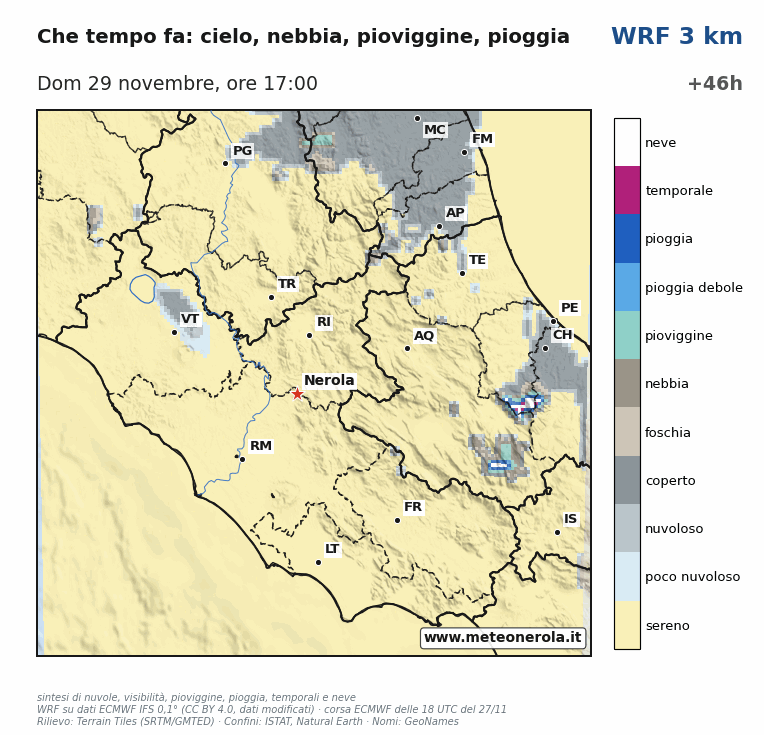 Che tempo fa: cielo, nebbia, pioviggine, pioggia
WRF 3 km
Dom 29 novembre, ore 17:00
+46h
MC
FM
PG
AP
TE
TR
PE
VT
RI
AQ
CH
Nerola
RM
FR
IS
LT
www.meteonerola.it
neve
temporale
pioggia
pioggia debole
pioviggine
nebbia
foschia
coperto
nuvoloso
poco nuvoloso
sereno
sintesi di nuvole, visibilità, pioviggine, pioggia, temporali e neve
WRF su dati ECMWF IFS 0,1° (CC BY 4.0, dati modificati) · corsa ECMWF delle 18 UTC del 27/11
Rilievo: Terrain Tiles (SRTM/GMTED) · Confini: ISTAT, Natural Earth · Nomi: GeoNames